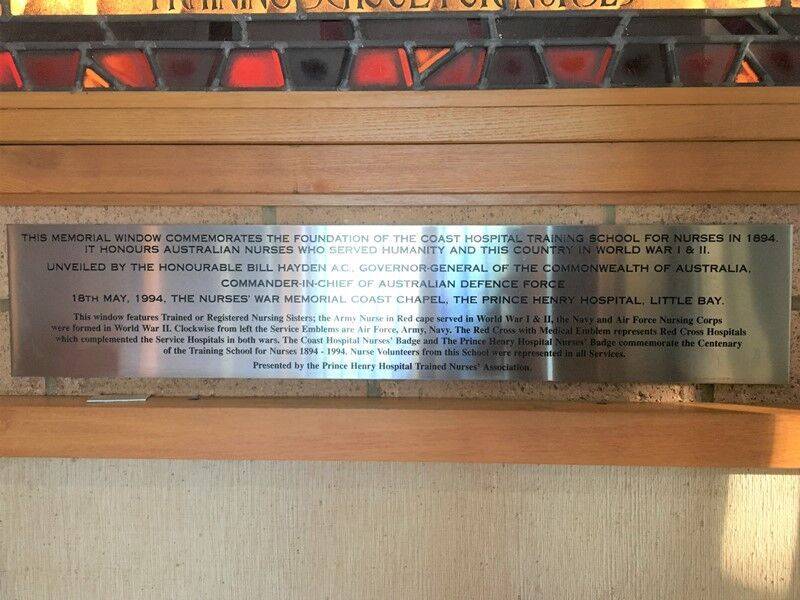 TRAINING SCHOOL FOR NURSES
THIS MEMORIAL WINDOW COMMEMORATES THE FOUNDATION OF THE COAST HOSPITAL TRAINING SCHOOL FOR NURSES IN 1894.
IT HONOURS AUSTRALIAN NURSES WHO SERVED HUMANITY AND THIS COUNTRY IN WORLD WAR I & II.
UNVEILED BY THE HONOURABLE BILL HAYDEN A.C., GOVERNOR-GENERAL OF THE COMMONWEALTH OF AUSTRALIA,
COMMANDER-IN-CHIEF OF AUSTRALIAN DEFENCE FORCE
18TH MAY, 1994, THE NURSES' WAR MEMORIAL COAST CHAPEL, THE PRINCE HENRY HOSPITAL, LITTLE BAY.
This window features Trained or Registered Nursing Sisters; the Army Nurse in Red cape served in World War I & II, the Navy and Air Force Nursing Corps
were formed in World War II. Clockwise from left the Service Emblems are Air Force, Army, Navy. The Red Cross with Medical Emblem represents Red Cross Hospitals
which complemented the Service Hospitals in both wars. The Coast Hospital Nurses' Badge and The Prince Henry Hospital Nurses' Badge commemorate the Centenary
of the Training School for Nurses 1894 - 1994. Nurse Volunteers from this School were represented in all Services.
Presented by the Prince Henry Hospital Trained Nurses' Association.